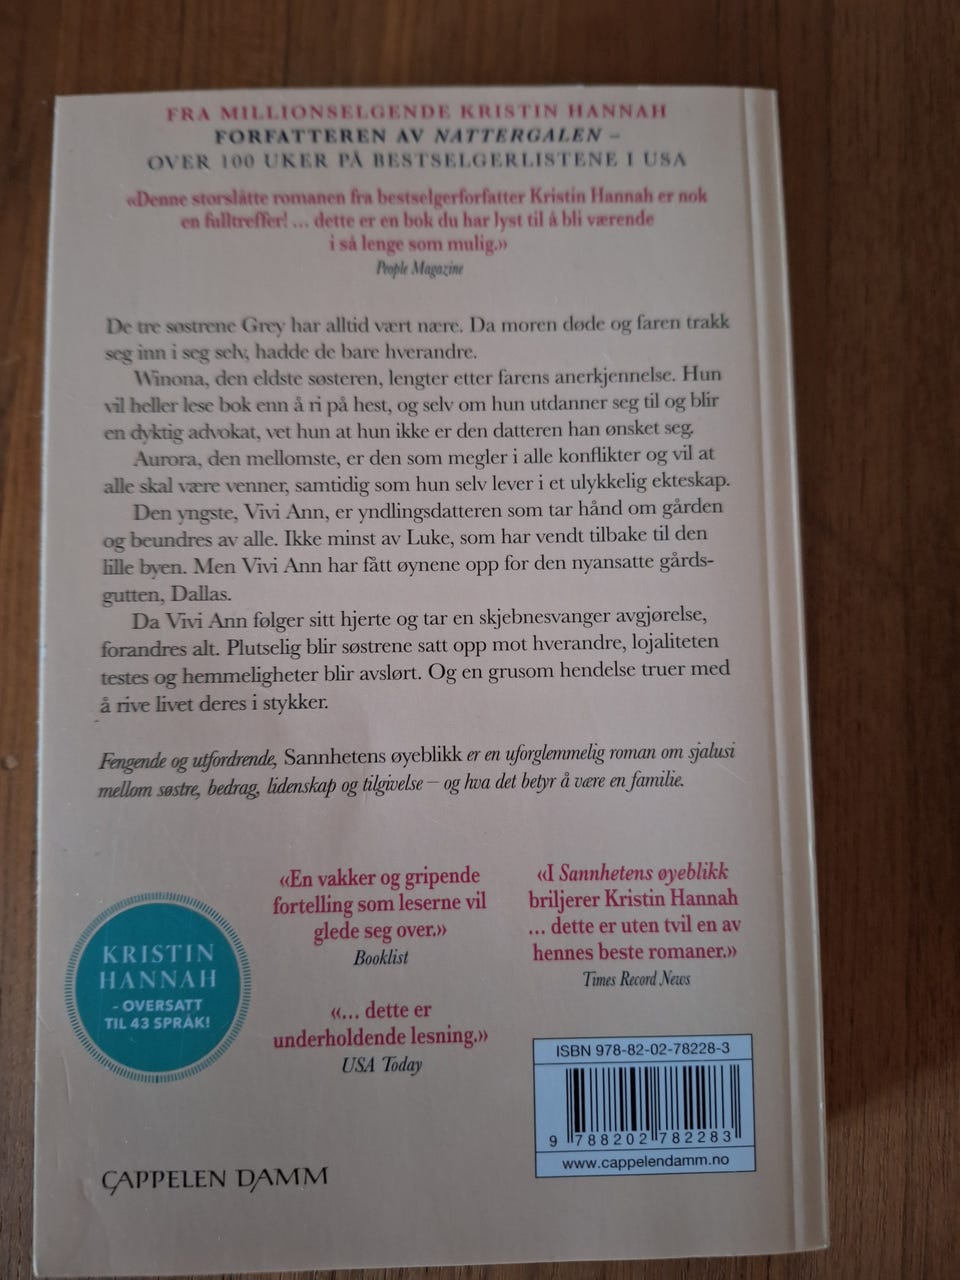 FRA MILLIONSELGENDE KRISTIN HANNAH
FORFATTEREN AV NATTERGALEN –
OVER 100 UKER PÅ BESTSELGERLISTENE I USA
«Denne storslåtte romanen fra bestselgerforfatter Kristin Hannah er nok
en fulltreffer! ... dette er en bok du har lyst til å bli værende
i så lenge som mulig.»
People Magazine
De tre søstrene Grey har alltid vært nære. Da moren døde og faren trakk
seg inn i seg selv, hadde de bare hverandre.
Winona, den eldste søsteren, lengter etter farens anerkjennelse. Hun
vil heller lese bok enn å ri på hest, og selv om hun utdanner seg til og blir
en dyktig advokat, vet hun at hun ikke er den datteren han ønsket seg.
Aurora, den mellomste, er den som megler i alle konflikter og vil at
alle skal være venner, samtidig som hun selv lever i et ulykkelig ekteskap.
Den yngste, Vivi Ann, er yndlingsdatteren som tar hånd om gården
og beundres av alle. Ikke minst av Luke, som har vendt tilbake til den
lille byen. Men Vivi Ann har fått øynene opp for den nyansatte gårds-
gutten, Dallas.
Da Vivi Ann følger sitt hjerte og tar en skjebnesvanger avgjørelse,
forandres alt. Plutselig blir søstrene satt opp mot hverandre, lojaliteten
testes og hemmeligheter blir avslørt. Og en grusom hendelse truer med
å rive livet deres i stykker.
Fengende og utfordrende, Sannhetens øyeblikk er en uforglemmelig roman om sjalusi
mellom søstre, bedrag, lidenskap og tilgivelse – og hva det betyr å være en familie.
KRISTIN
HANNAH
- OVERSATT
TIL 43 SPRÅK!
«En vakker og gripende
fortelling som leserne vil
glede seg over.»
Booklist
«... dette er
underholdende lesning.»
USA Today
«I Sannhetens øyeblikk
briljerer Kristin Hannah
... dette er uten tvil en av
hennes beste romaner.»
Times Record News
ISBN 978-82-02-78228-3
9 788202 782283
www.cappelendamm.no
CAPPELEN DAMM